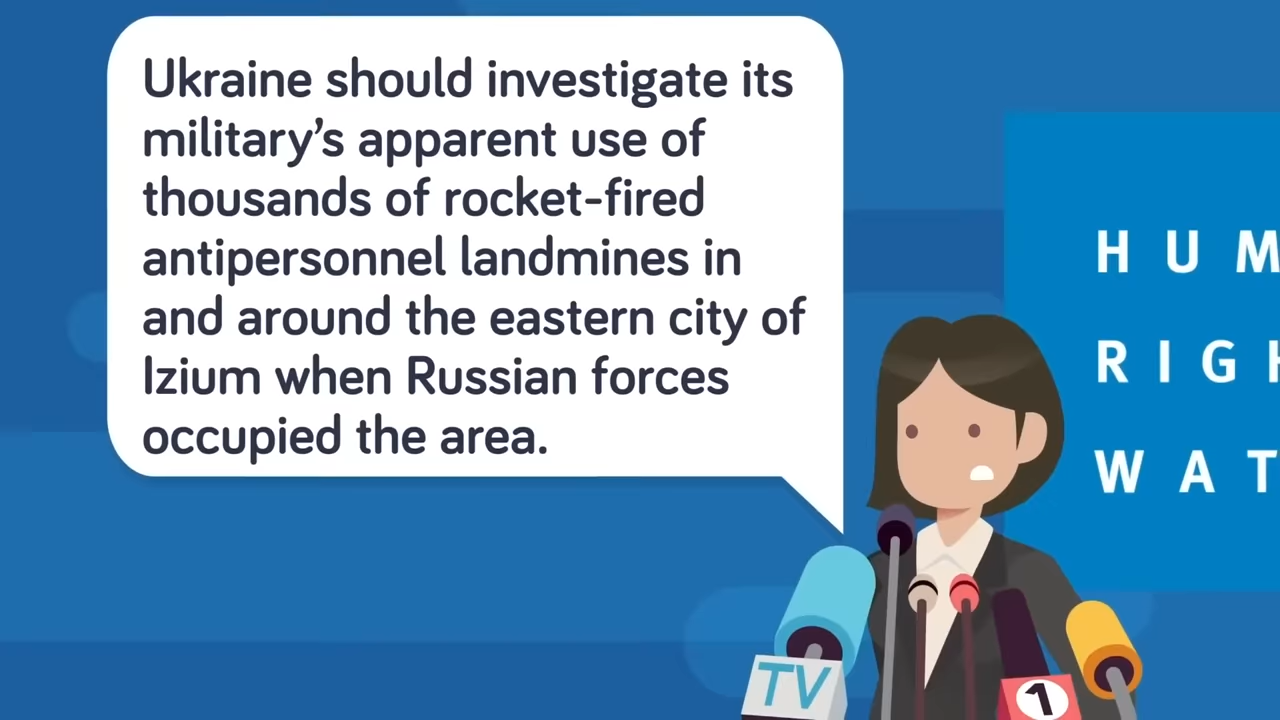 Ukraine should investigate its
military’s apparent use of
thousands of rocket-fired
antipersonnel landmines in
and around the eastern city of
Izium when Russian forces
occupied the area.
H U M
R I G H
W A T
TV
1